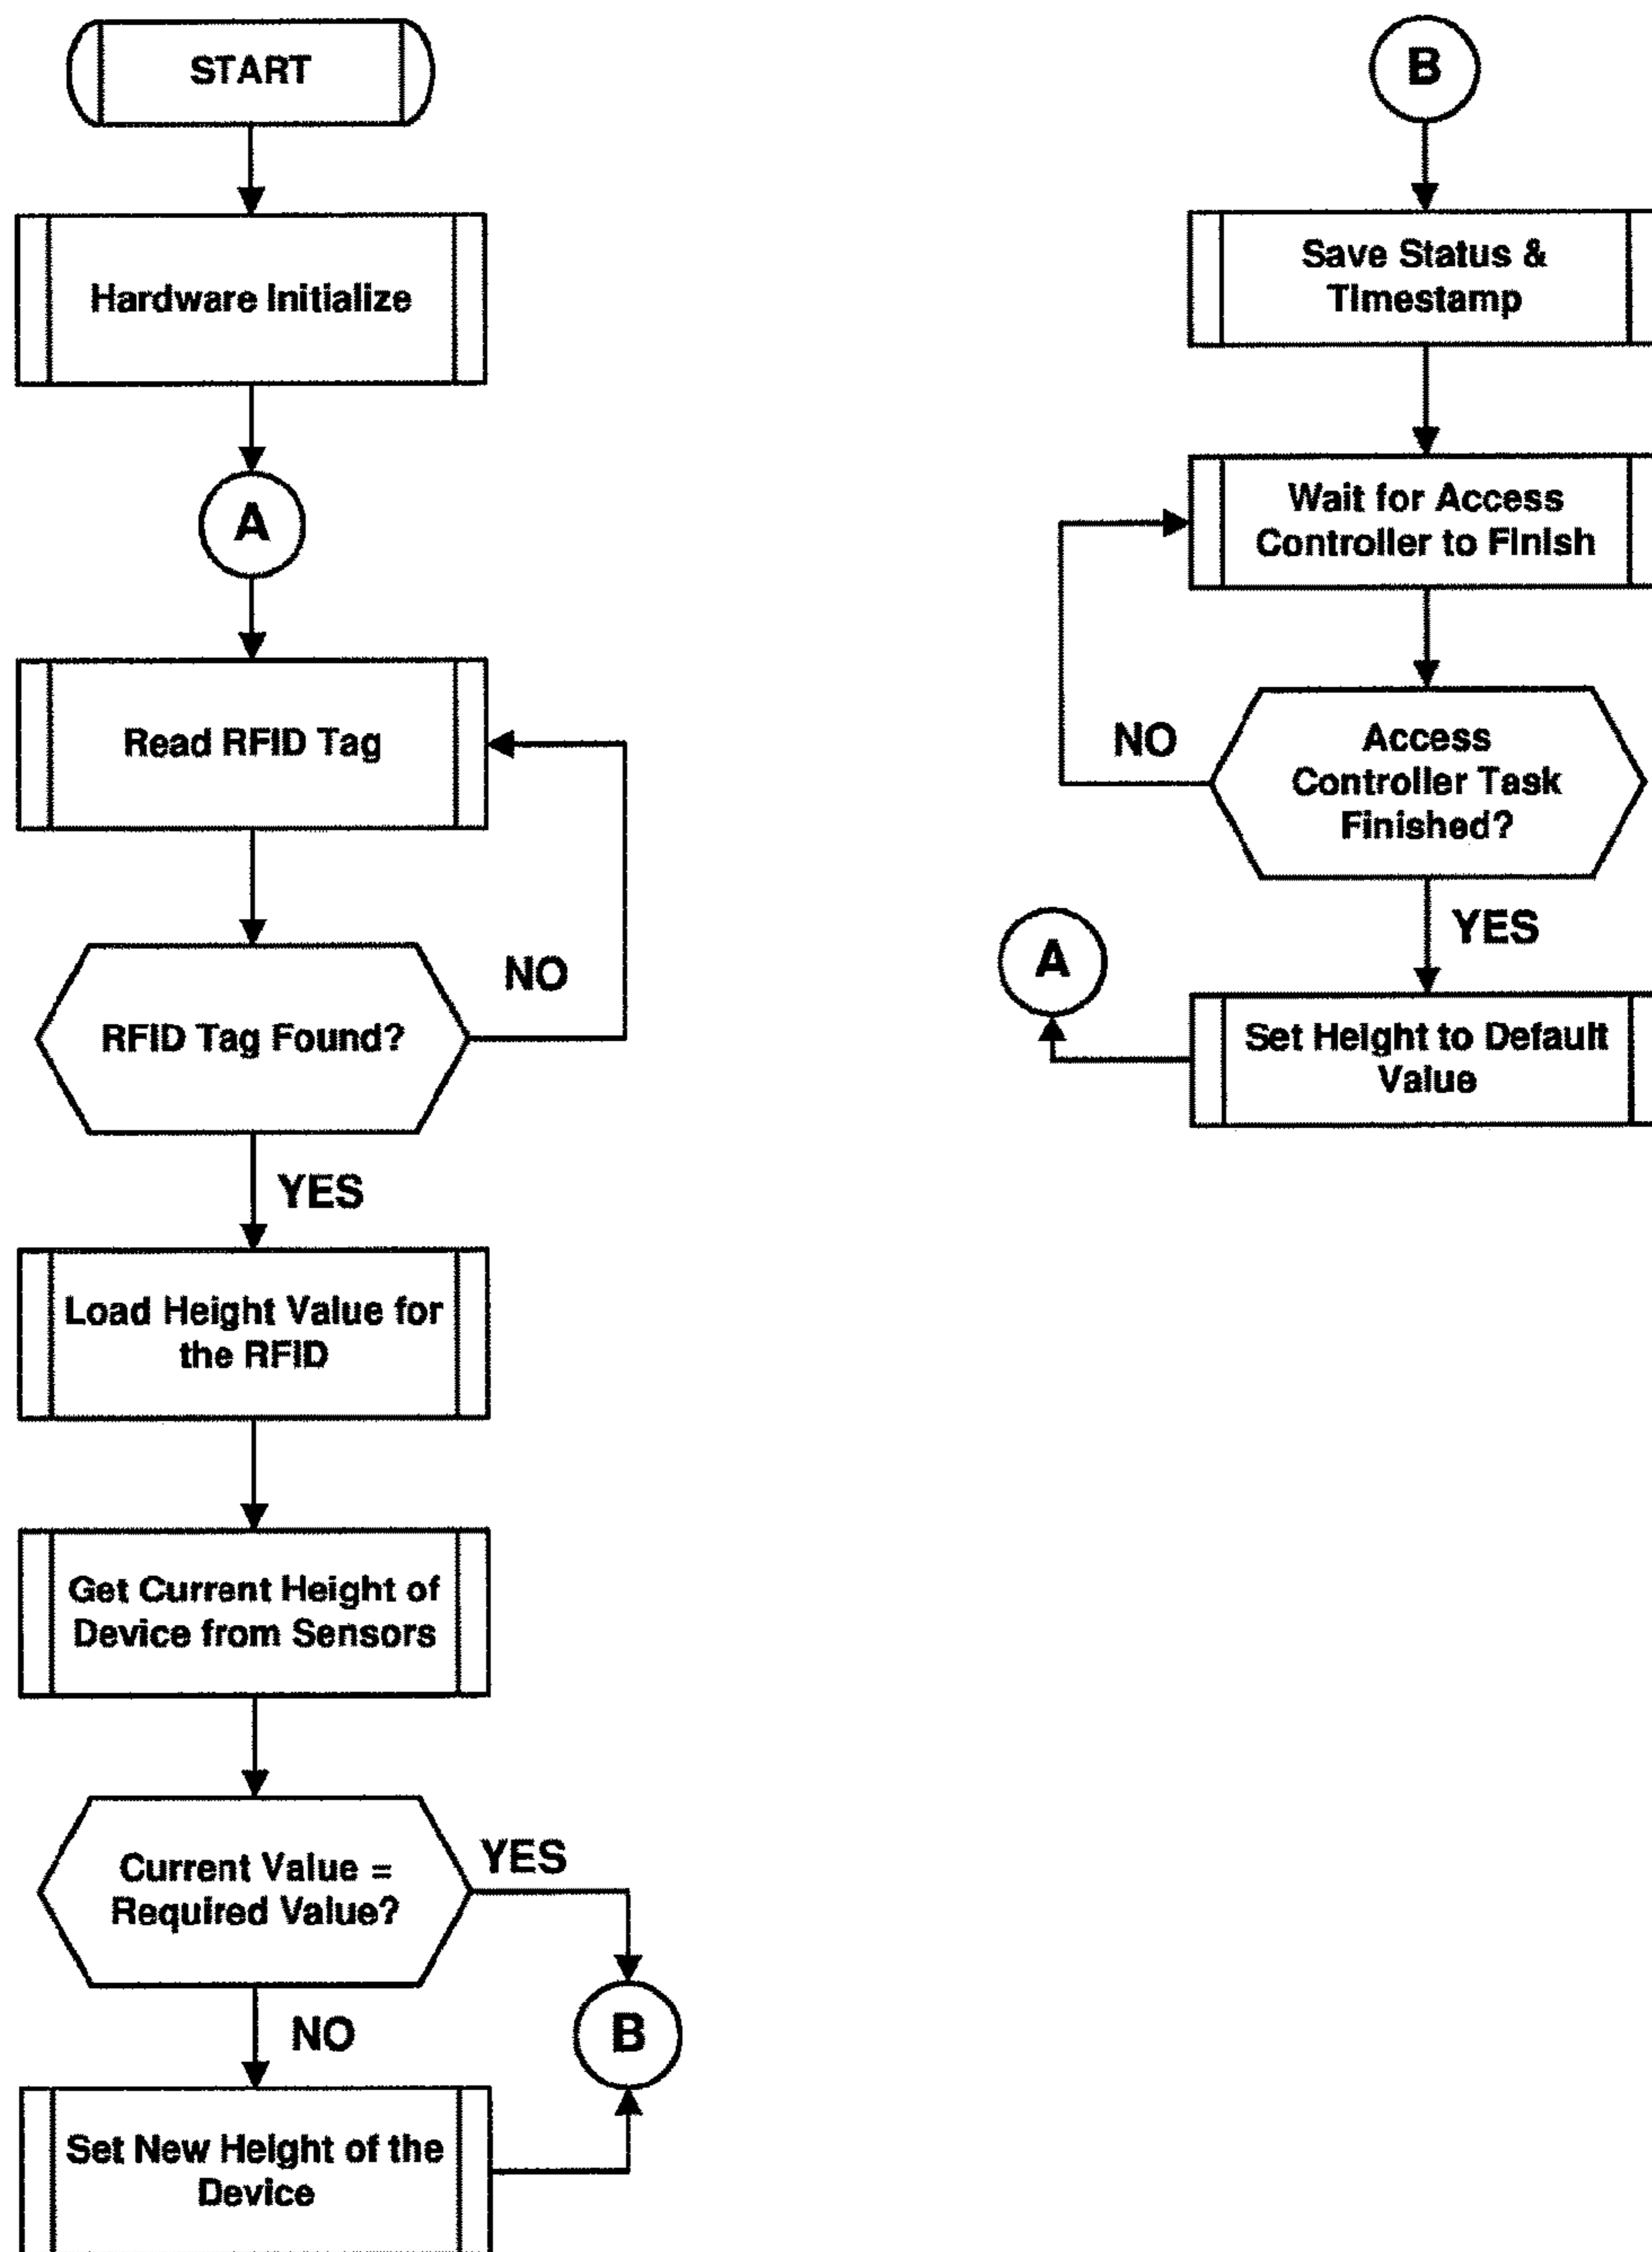 START
Hardware Initialize
A
Read RFID Tag
NO
RFID Tag Found?
YES
Load Height Value for
the RFID
Get Current Height of
Device from Sensors
Current Value =
Required Value?
YES
NO
B
Set New Height of the
Device
B
Save Status &
Timestamp
Wait for Access
Controller to Finish
NO
Access
Controller Task
Finished?
YES
A
Set Height to Default
Value